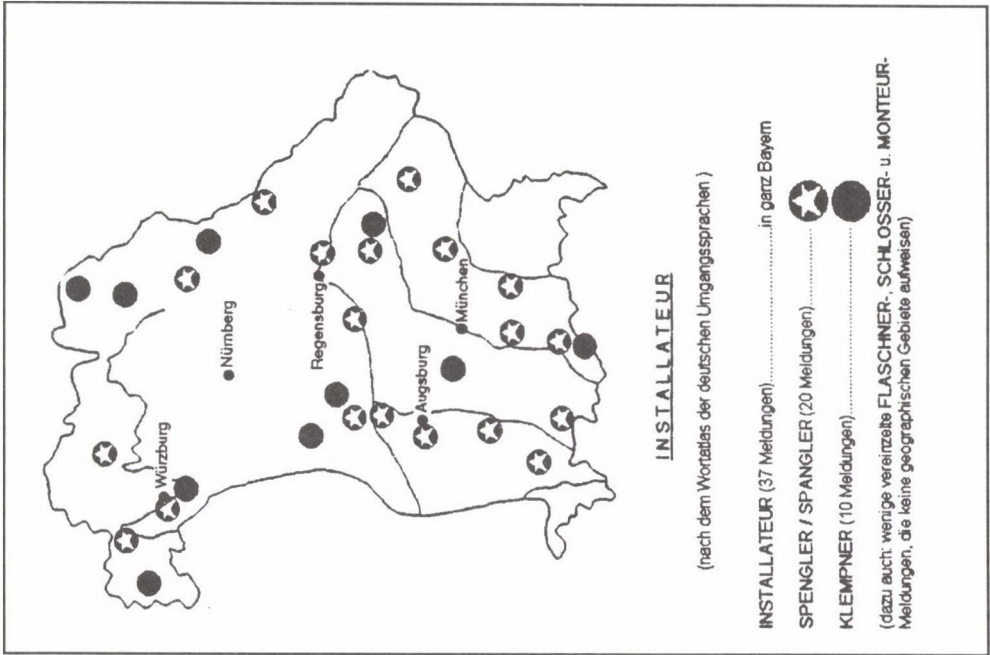 Würzburg
Nürnberg
Regensburg
Augsburg
München
INSTALLATEUR
(nach dem Wortatlas der deutschen Umgangssprachen )
INSTALLATEUR (37 Meldungen)..........................in ganz Bayern
SPENGLER / SPANGLER (20 Meldungen)................
KLEMPNER (10 Meldungen)..................................
(dazu auch: wenige vereinzelte FLASCHNER-, SCHLOSSER- u. MONTEUR-
Meldungen, die keine geographischen Gebiete aufweisen)